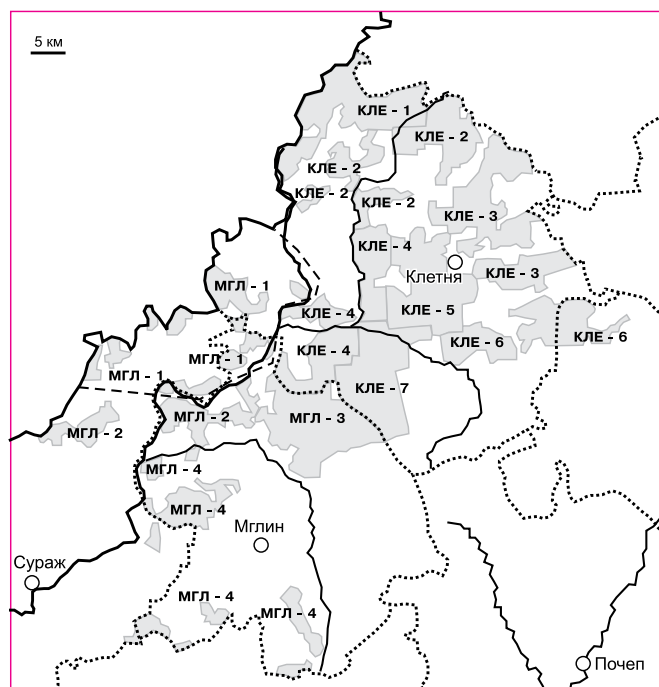 5 км
КЛЕ - 1
КЛЕ - 2
КЛЕ - 2
КЛЕ - 2
КЛЕ - 2
КЛЕ - 3
КЛЕ - 4
Клетня
КЛЕ - 3
МГЛ - 1
КЛЕ - 4
КЛЕ - 5
КЛЕ - 6
КЛЕ - 6
КЛЕ - 4
МГЛ - 1
МГЛ - 1
КЛЕ - 7
МГЛ - 2
МГЛ - 3
МГЛ - 2
МГЛ - 4
МГЛ - 4
Мглин
Сураж
МГЛ - 4
МГЛ - 4
Почеп